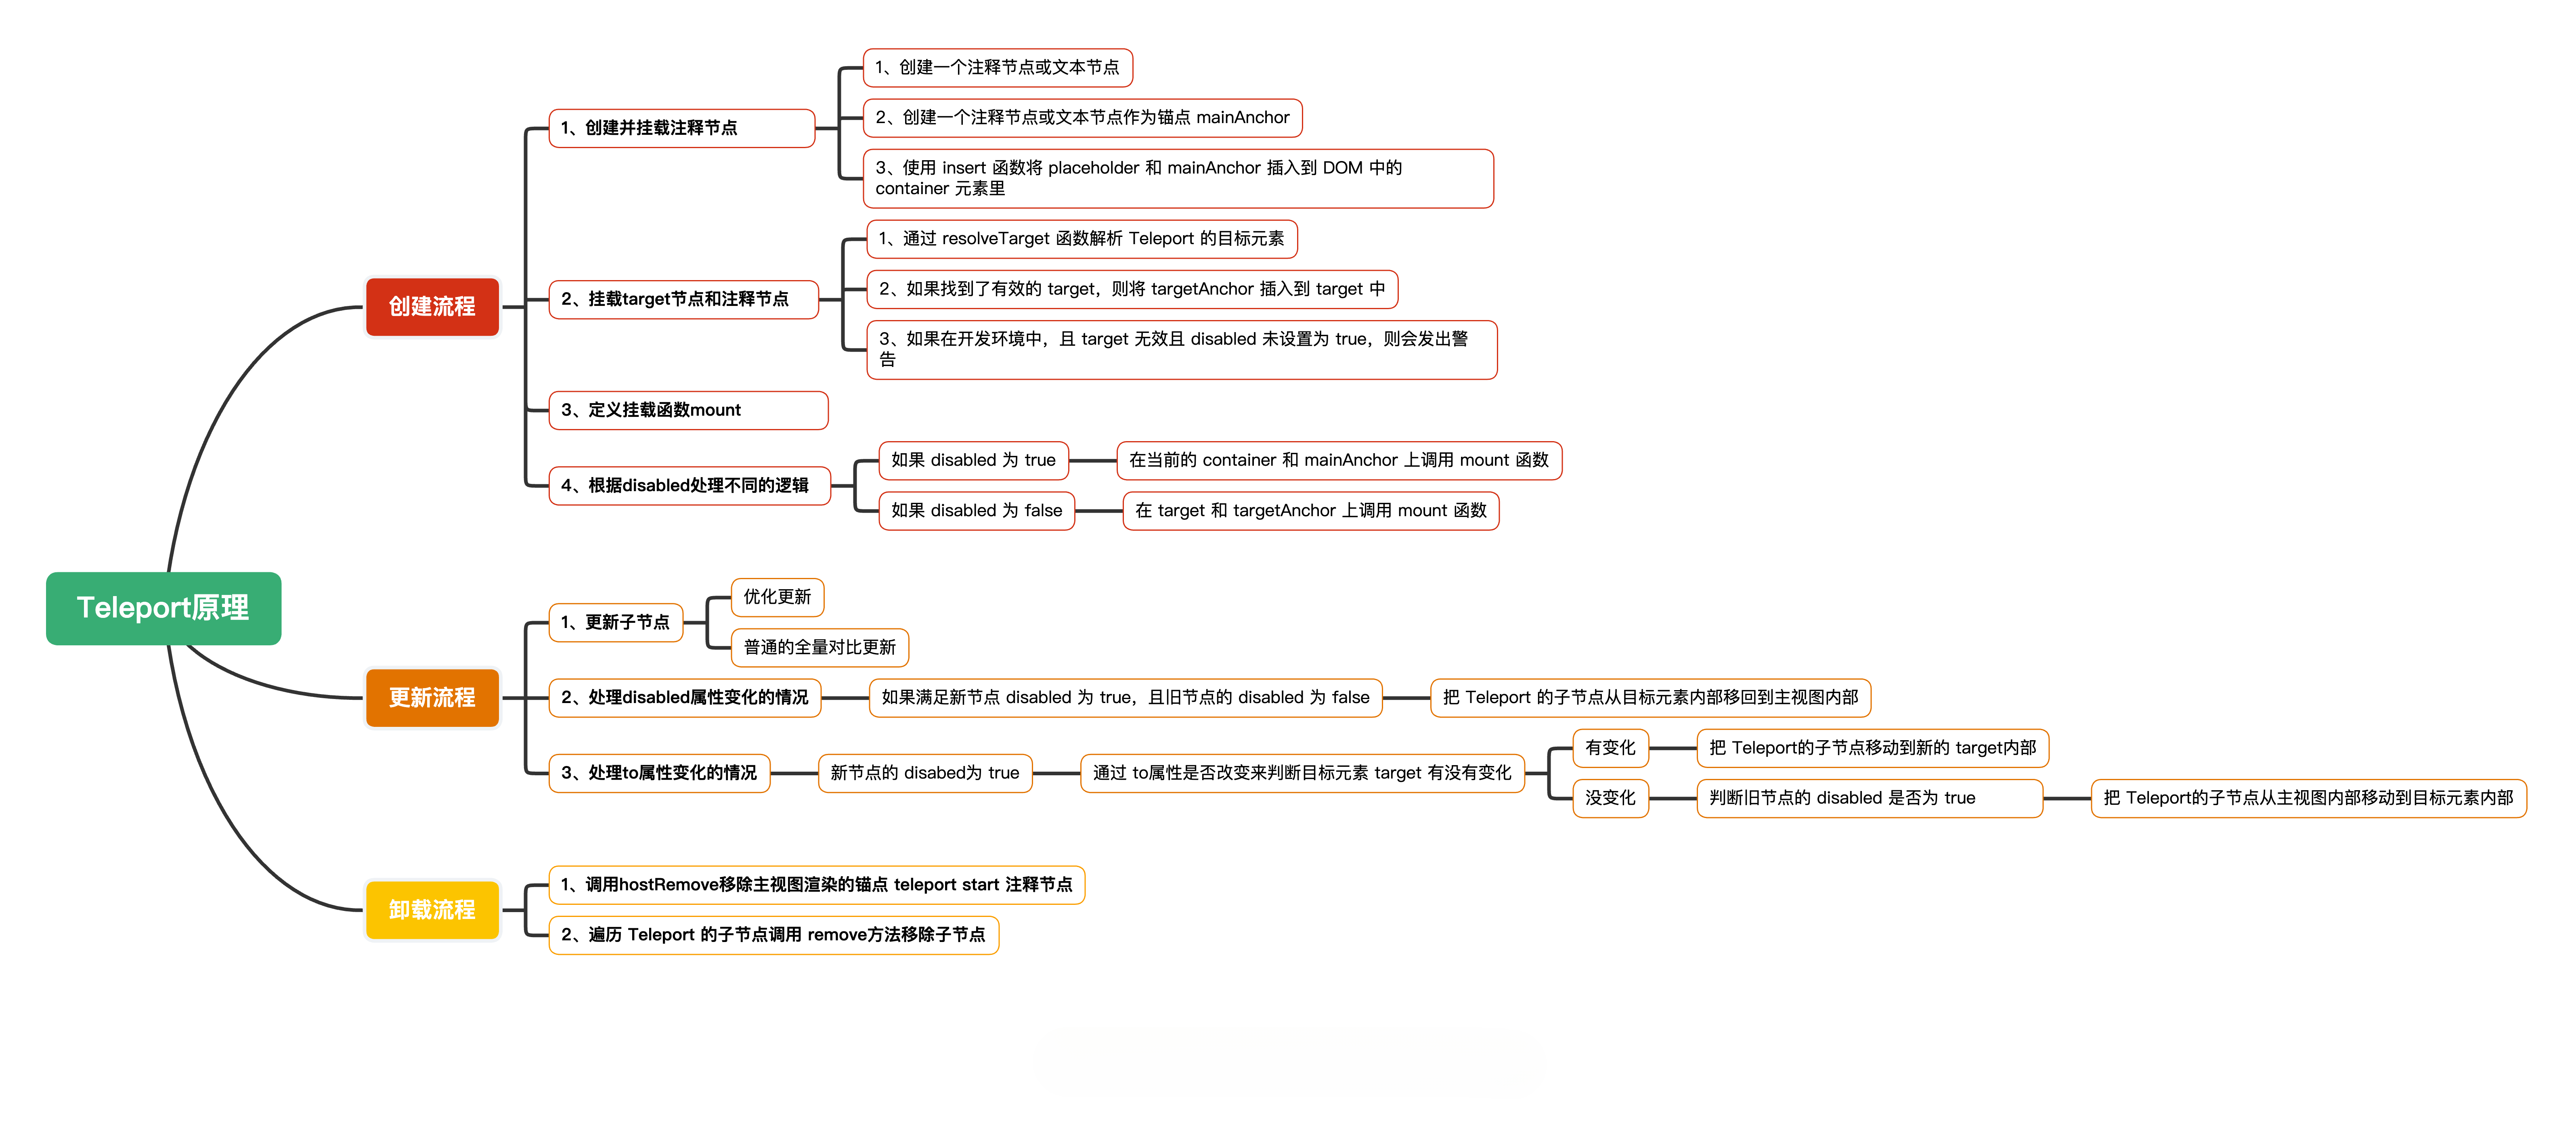 Teleport原理
创建流程
1、创建并挂载注释节点
1、创建一个注释节点或文本节点
2、创建一个注释节点或文本节点作为锚点 mainAnchor
3、使用 insert 函数将 placeholder 和 mainAnchor 插入到 DOM 中的
container 元素里
2、挂载target节点和注释节点
1、通过 resolveTarget 函数解析 Teleport 的目标元素
2、如果找到了有效的 target，则将 targetAnchor 插入到 target 中
3、如果在开发环境中，且 target 无效且 disabled 未设置为 true，则会发出警
告
3、定义挂载函数mount
4、根据disabled处理不同的逻辑
如果 disabled 为 true
在当前的 container 和 mainAnchor 上调用 mount 函数
如果 disabled 为 false
在 target 和 targetAnchor 上调用 mount 函数
更新流程
1、更新子节点
优化更新
普通的全量对比更新
2、处理disabled属性变化的情况
如果满足新节点 disabled 为 true，且旧节点的 disabled 为 false
把 Teleport 的子节点从目标元素内部移回到主视图内部
3、处理to属性变化的情况
新节点的 disabed为 true
通过 to属性是否改变来判断目标元素 target 有没有变化
有变化
把 Teleport的子节点移动到新的 target内部
没变化
判断旧节点的 disabled 是否为 true
把 Teleport的子节点从主视图内部移动到目标元素内部
卸载流程
1、调用hostRemove移除主视图渲染的锚点 teleport start 注释节点
2、遍历 Teleport 的子节点调用 remove方法移除子节点